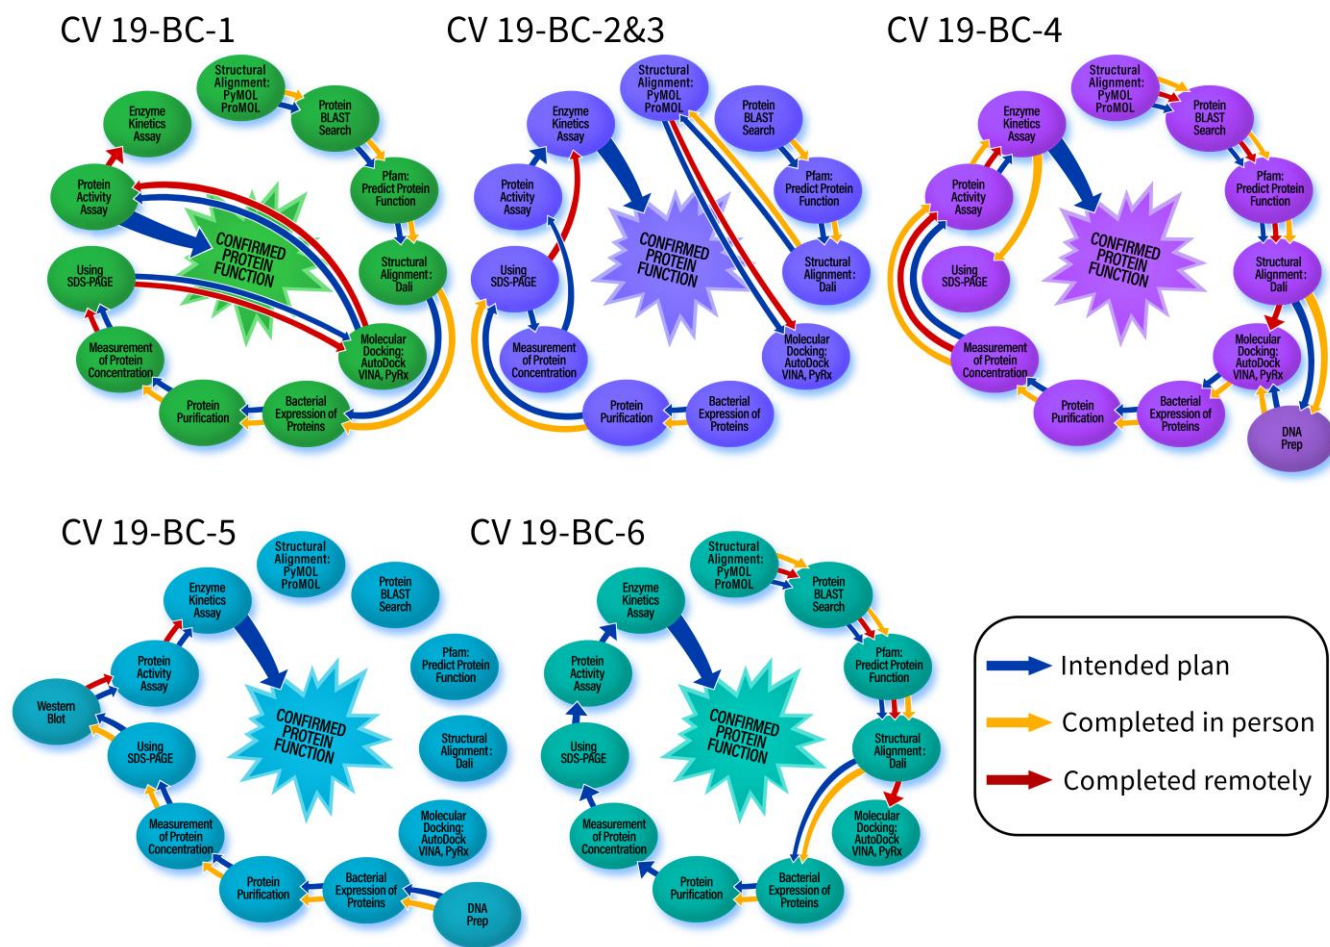 CV 19-BC-1
Structural
Alignment:
PyMOL
ProMOL
Protein
BLAST
Search
Pfam:
Predict Protein
Function
Structural
Alignment:
Dali
Molecular
Docking:
AutoDock
VINA, PyRx
Bacterial
Expression of
Proteins
Protein
Purification
Measurement
of Protein
Concentration
Using
SDS-PAGE
Protein
Activity
Assay
Enzyme
Kinetics
Assay
CONFIRMED
PROTEIN
FUNCTION
CV 19-BC-2&3
Structural
Alignment:
PyMOL
ProMOL
Protein
BLAST
Search
Pfam:
Predict Protein
Function
Structural
Alignment:
Dali
Molecular
Docking:
AutoDock
VINA, PyRx
Bacterial
Expression of
Proteins
Protein
Purification
Measurement
of Protein
Concentration
Using
SDS-PAGE
Protein
Activity
Assay
Enzyme
Kinetics
Assay
CONFIRMED
PROTEIN
FUNCTION
CV 19-BC-4
Structural
Alignment:
PyMOL
ProMOL
Protein
BLAST
Search
Pfam:
Predict Protein
Function
Structural
Alignment:
Dali
Molecular
Docking:
AutoDock
VINA, PyRx
DNA
Prep
Bacterial
Expression of
Proteins
Protein
Purification
Measurement
of Protein
Concentration
Using
SDS-PAGE
Protein
Activity
Assay
Enzyme
Kinetics
Assay
CONFIRMED
PROTEIN
FUNCTION
CV 19-BC-5
Structural
Alignment:
PyMOL
ProMOL
Protein
BLAST
Search
Pfam:
Predict Protein
Function
Structural
Alignment:
Dali
Molecular
Docking:
AutoDock
VINA, PyRx
DNA
Prep
Bacterial
Expression of
Proteins
Protein
Purification
Measurement
of Protein
Concentration
Using
SDS-PAGE
Western
Blot
Protein
Activity
Assay
Enzyme
Kinetics
Assay
CONFIRMED
PROTEIN
FUNCTION
CV 19-BC-6
Structural
Alignment:
PyMOL
ProMOL
Protein
BLAST
Search
Pfam:
Predict Protein
Function
Structural
Alignment:
Dali
Molecular
Docking:
AutoDock
VINA, PyRx
Bacterial
Expression of
Proteins
Protein
Purification
Measurement
of Protein
Concentration
Using
SDS-PAGE
Protein
Activity
Assay
Enzyme
Kinetics
Assay
CONFIRMED
PROTEIN
FUNCTION
Intended plan
Completed in person
Completed remotely